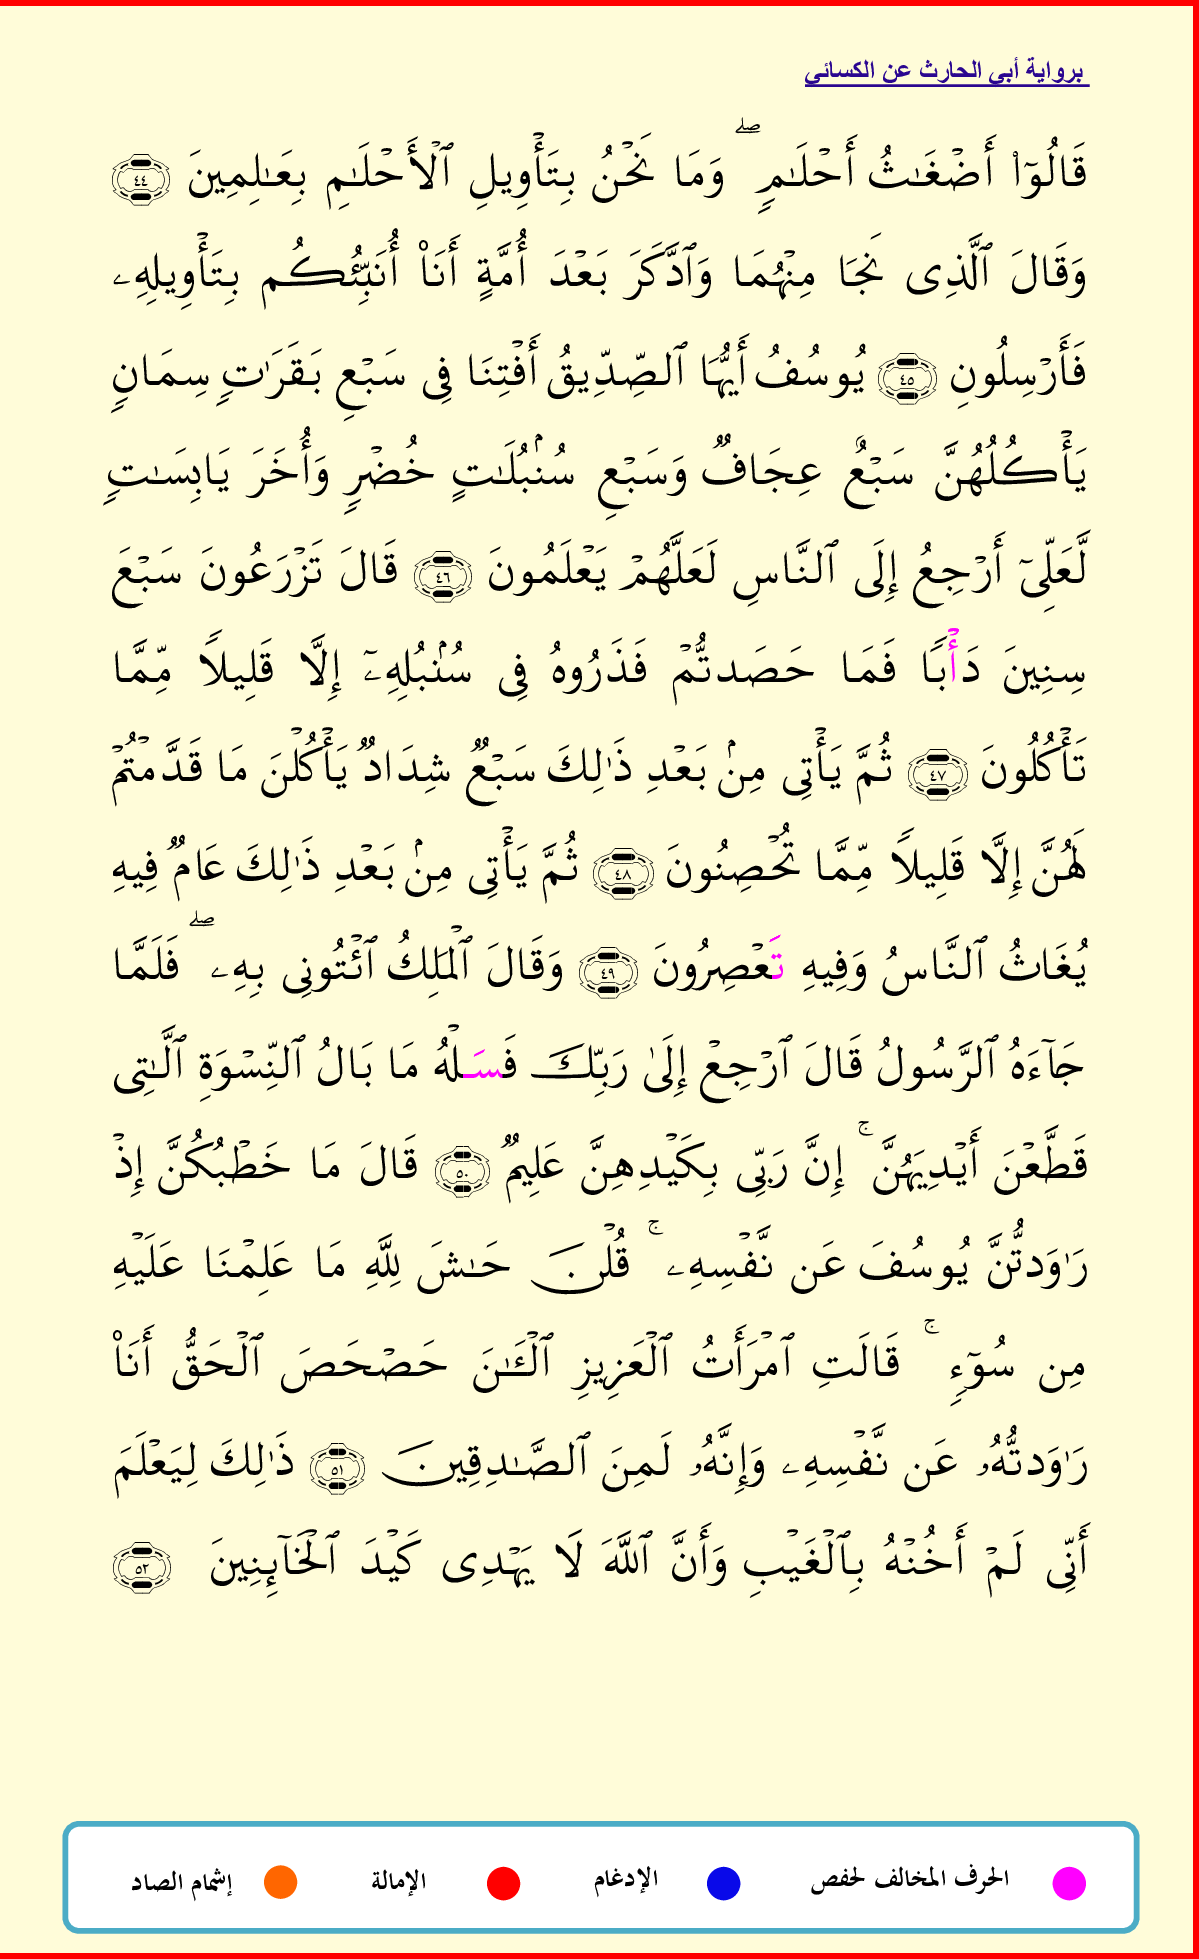 برواية أبي الحارث عن الكسائي
قَالُوٓا۟ أَضْغَـٰثُ أَحْلَـٰمٍ ۖ وَمَا نَحْنُ بِتَأْوِيلِ ٱلْأَحْلَـٰمِ بِعَـٰلِمِينَ ٤٤
وَقَالَ ٱلَّذِى نَجَا مِنْهُمَا وَٱدَّكَرَ بَعْدَ أُمَّةٍ أَنَا۠ أُنَبِّئُكُم بِتَأْوِيلِهِۦ
فَأَرْسِلُونِ ٤٥ يُوسُفُ أَيُّهَا ٱلصِّدِّيقُ أَفْتِنَا فِى سَبْعِ بَقَرَٰتٍ سِمَانٍ
يَأْكُلُهُنَّ سَبْعٌ عِجَافٌ وَسَبْعِ سُنۢبُلَـٰتٍ خُضْرٍ وَأُخَرَ يَابِسَـٰتٍ
لَّعَلِّىٓ أَرْجِعُ إِلَى ٱلنَّاسِ لَعَلَّهُمْ يَعْلَمُونَ ٤٦ قَالَ تَزْرَعُونَ سَبْعَ
سِنِينَ دَأْبًا فَمَا حَصَدتُّمْ فَذَرُوهُ فِى سُنۢبُلِهِۦٓ إِلَّا قَلِيلًا مِّمَّا
تَأْكُلُونَ ٤٧ ثُمَّ يَأْتِى مِنۢ بَعْدِ ذَٰلِكَ سَبْعٌ شِدَادٌ يَأْكُلْنَ مَا قَدَّمْتُمْ
لَهُنَّ إِلَّا قَلِيلًا مِّمَّا تُحْصِنُونَ ٤٨ ثُمَّ يَأْتِى مِنۢ بَعْدِ ذَٰلِكَ عَامٌ فِيهِ
يُغَاثُ ٱلنَّاسُ وَفِيهِ تَعْصِرُونَ ٤٩ وَقَالَ ٱلْمَلِكُ ٱئْتُونِى بِهِۦ ۖ فَلَمَّا
جَآءَهُ ٱلرَّسُولُ قَالَ ٱرْجِعْ إِلَىٰ رَبِّكَ فَسَـلْهُ مَا بَالُ ٱلنِّسْوَةِ ٱلَّـٰتِى
قَطَّعْنَ أَيْدِيَهُنَّ ۚ إِنَّ رَبِّى بِكَيْدِهِنَّ عَلِيمٌ ٥٠ قَالَ مَا خَطْبُكُنَّ إِذْ
رَٰوَدتُّنَّ يُوسُفَ عَن نَّفْسِهِۦ ۚ قُلْنَ حَـٰشَ لِلَّهِ مَا عَلِمْنَا عَلَيْهِ
مِن سُوٓءٍ ۚ قَالَتِ ٱمْرَأَتُ ٱلْعَزِيزِ ٱلْـَٔـٰنَ حَصْحَصَ ٱلْحَقُّ أَنَا۠
رَٰوَدتُّهُۥ عَن نَّفْسِهِۦ وَإِنَّهُۥ لَمِنَ ٱلصَّـٰدِقِينَ ٥١ ذَٰلِكَ لِيَعْلَمَ
أَنِّى لَمْ أَخُنْهُ بِٱلْغَيْبِ وَأَنَّ ٱللَّهَ لَا يَهْدِى كَيْدَ ٱلْخَآئِنِينَ ٥٢
الحرف المخالف لحفص الإدغام الإمالة إشمام الصاد